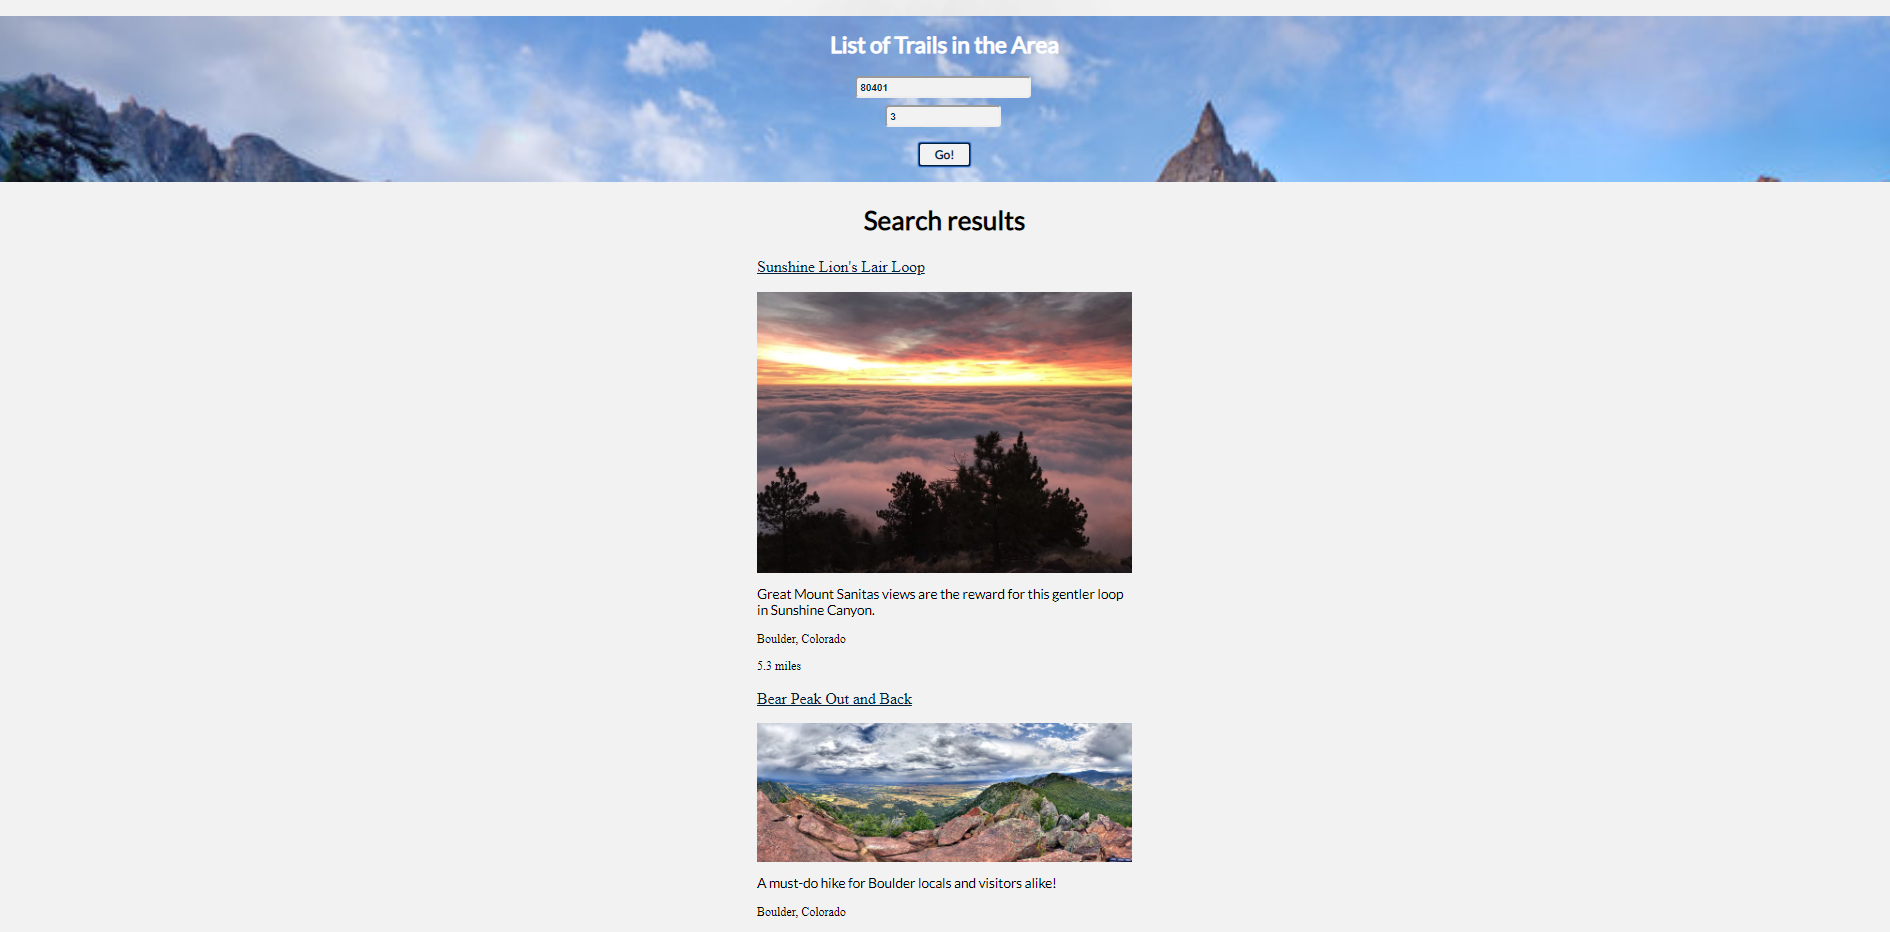 List of Trails in the Area
80401
3
Go!
Search results
Sunshine Lion's Lair Loop
Great Mount Sanitas views are the reward for this gentler loop
in Sunshine Canyon.
Boulder, Colorado
5.3 miles
Bear Peak Out and Back
A must-do hike for Boulder locals and visitors alike!
Boulder, Colorado